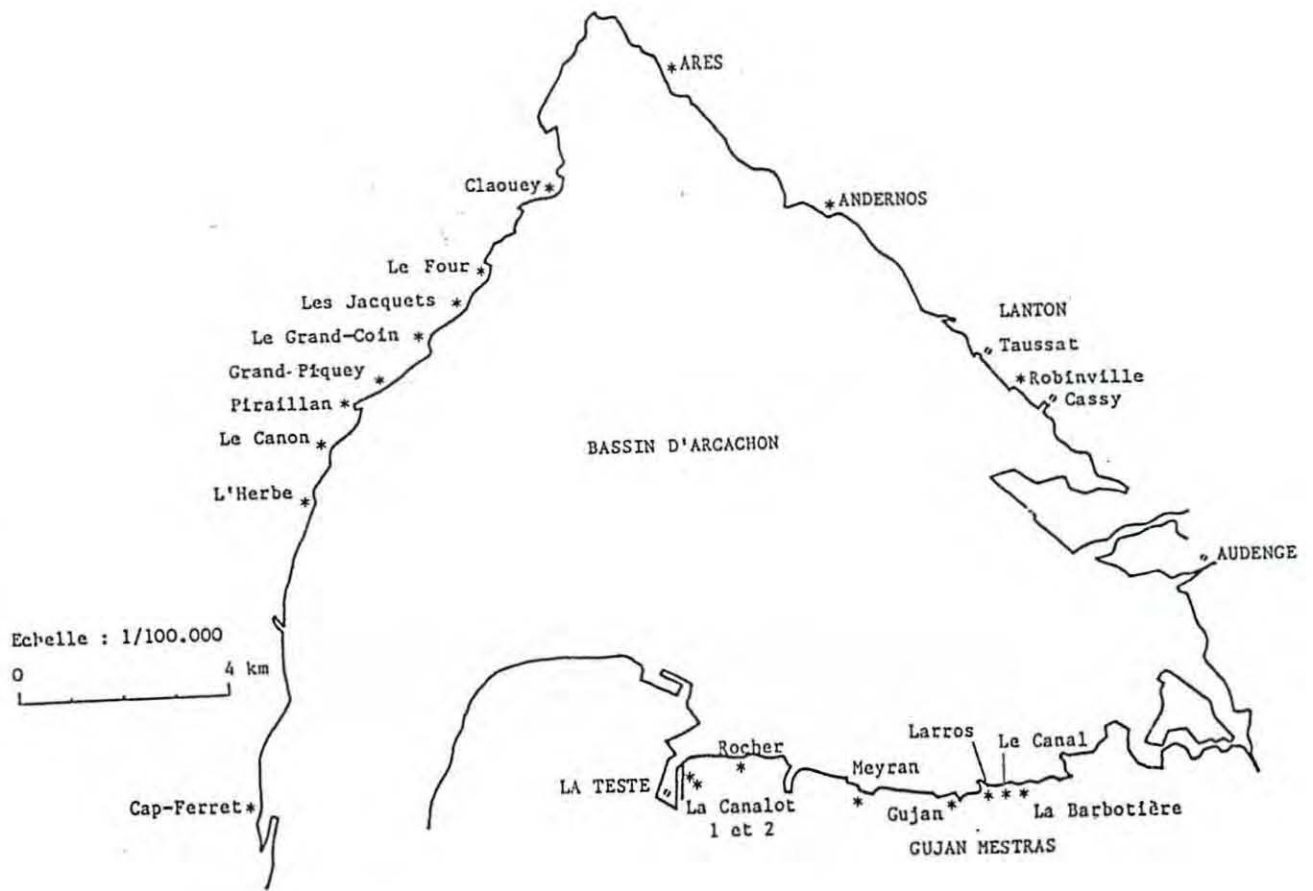 ARES
Claouey
ANDERNOS
Le Four
Les Jacquets
LANTON
Le Grand-Coin
Taussat
Grand-Piquey
Robinville
Piraillan
Cassy
Le Canon
BASSIN D'ARCACHON
L'Herbe
AUDENGE
Echelle : 1/100.000
0
4 km
Larros
Le Canal
Rocher
Meyran
LA TESTE
Cap-Ferret
La Canalot
1 et 2
Gujan
La Barbotière
GUJAN MESTRAS